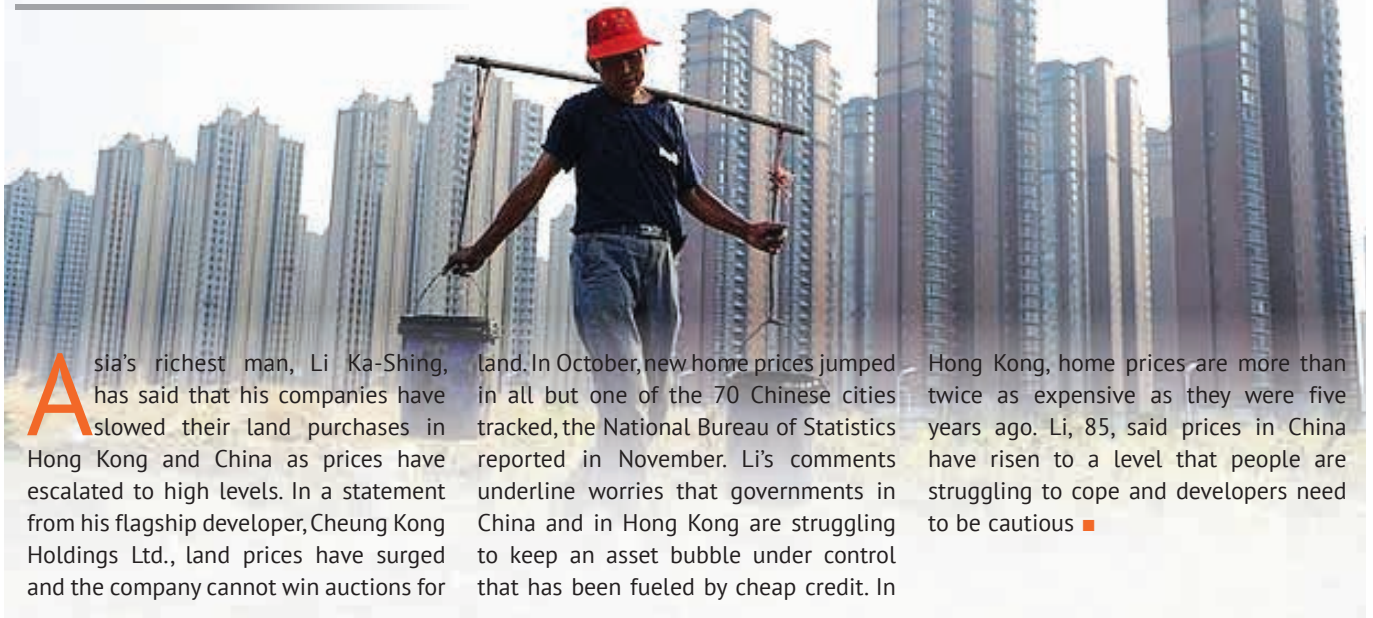 Asia’s richest man, Li Ka-Shing,
has said that his companies have
slowed their land purchases in
Hong Kong and China as prices have
escalated to high levels. In a statement
from his flagship developer, Cheung Kong
Holdings Ltd., land prices have surged
and the company cannot win auctions for
land. In October, new home prices jumped
in all but one of the 70 Chinese cities
tracked, the National Bureau of Statistics
reported in November. Li’s comments
underline worries that governments in
China and in Hong Kong are struggling
to keep an asset bubble under control
that has been fueled by cheap credit. In
Hong Kong, home prices are more than
twice as expensive as they were five
years ago. Li, 85, said prices in China
have risen to a level that people are
struggling to cope and developers need
to be cautious ■